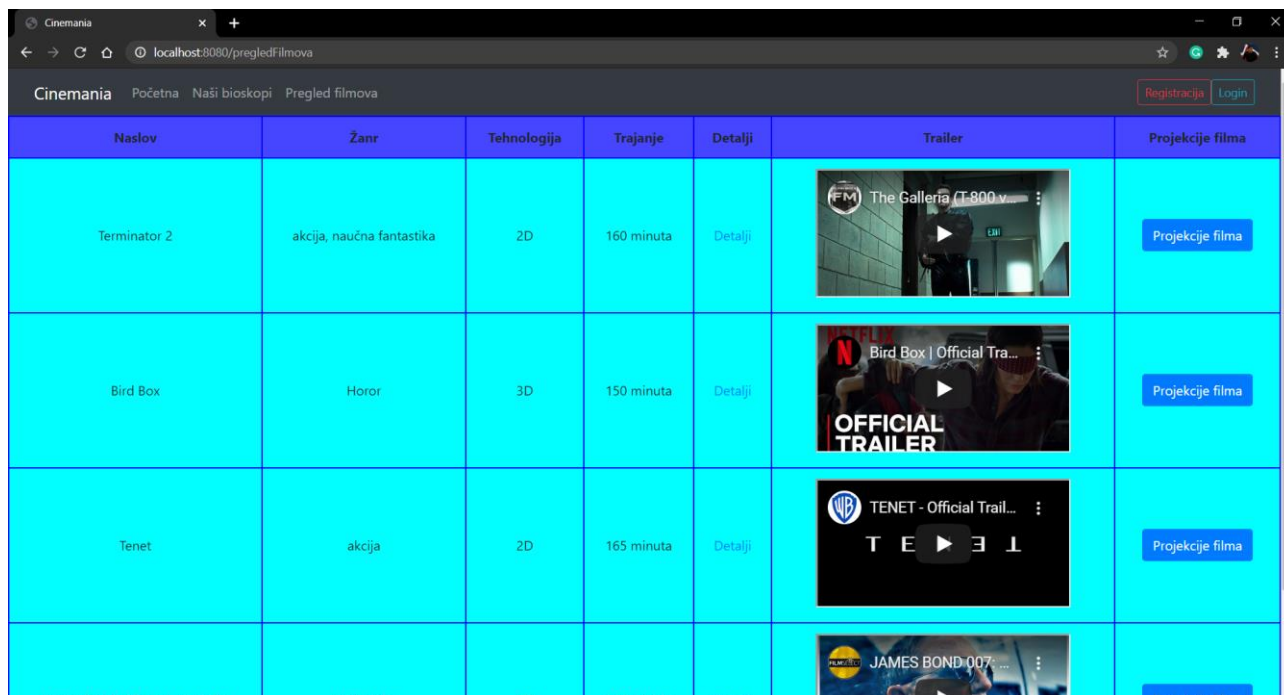 Cinemania
localhost:8080/pregledFilmova
Cinemania Početna Naši bioskopi Pregled filmova Registracija Login
Naslov Žanr Tehnologija Trajanje Detalji Trailer Projekcije filma
The Galleria (T-800 v...
EXIT
Terminator 2 akcija, naučna fantastika 2D 160 minuta Detalji Projekcije filma
NETFLIX
N Bird Box | Official Tra...
Bird Box Horor 3D 150 minuta Detalji Projekcije filma
OFFICIAL
TRAILER
WB TENET - Official Trail...
Tenet akcija 2D 165 minuta Detalji TENET Projekcije filma
JAMES BOND 007: ...